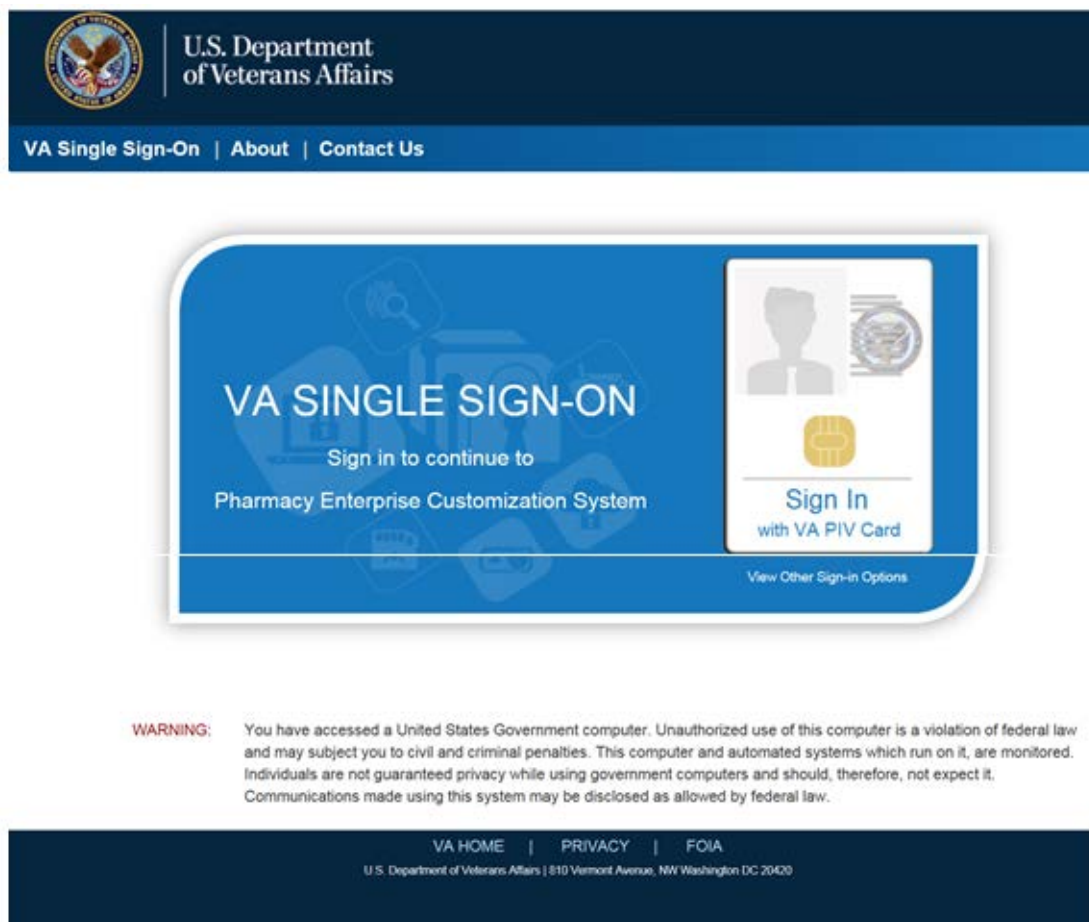 U.S. Department
of Veterans Affairs
VA Single Sign-On | About | Contact Us
VA SINGLE SIGN-ON
Sign in to continue to
Pharmacy Enterprise Customization System
Sign In
with VA PIV Card
View Other Sign-in Options
WARNING: You have accessed a United States Government computer. Unauthorized use of this computer is a violation of federal law
and may subject you to civil and criminal penalties. This computer and automated systems which run on it, are monitored.
Individuals are not guaranteed privacy while using government computers and should, therefore, not expect it.
Communications made using this system may be disclosed as allowed by federal law.
VA HOME | PRIVACY | FOIA
U.S. Department of Veterans Affairs | 810 Vermont Avenue, NW Washington DC 20420